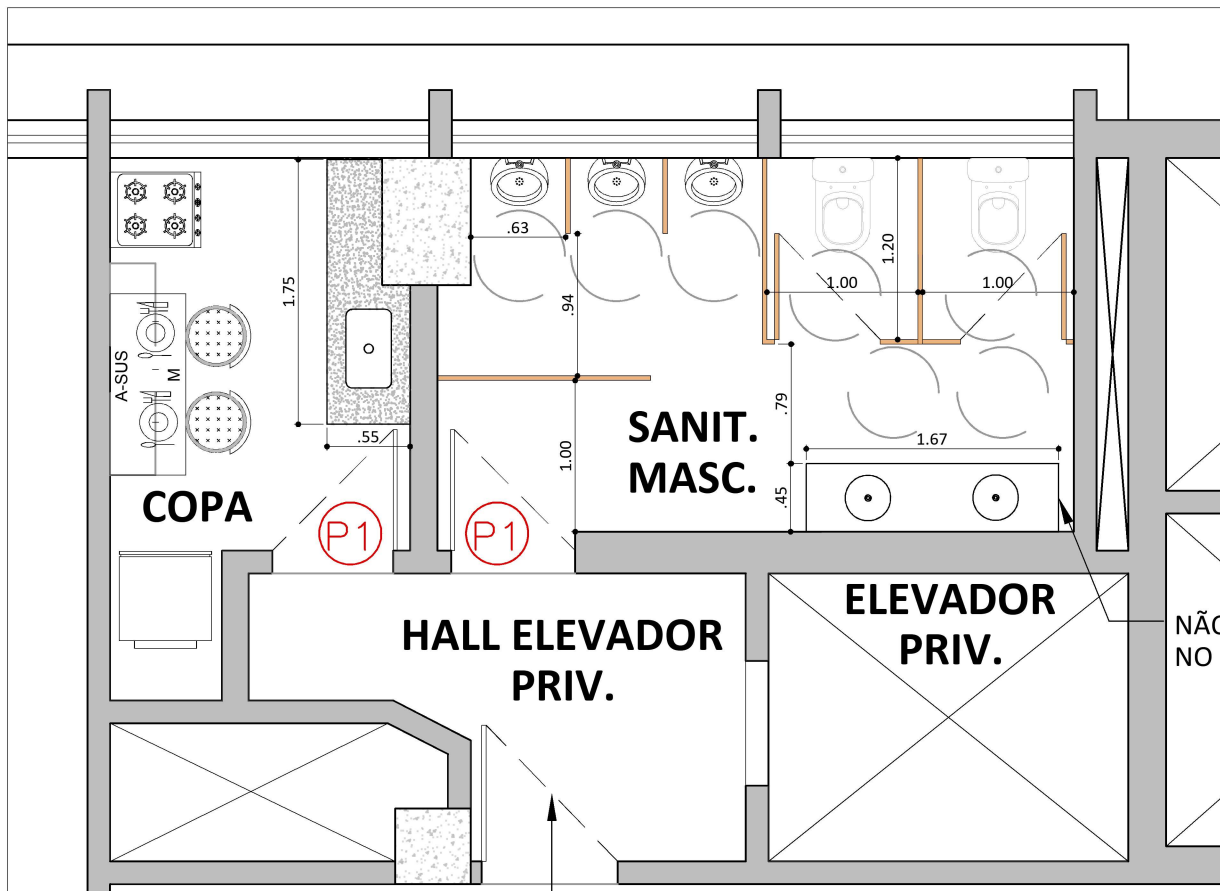 .63
1.20
1.75
1.00
1.00
.94
A-SUS
M
.79
SANIT.
MASC.
.55
1.00
1.67
.45
COPA
P1
P1
ELEVADOR
PRIV.
HALL ELEVADOR
PRIV.
NÃO
NO